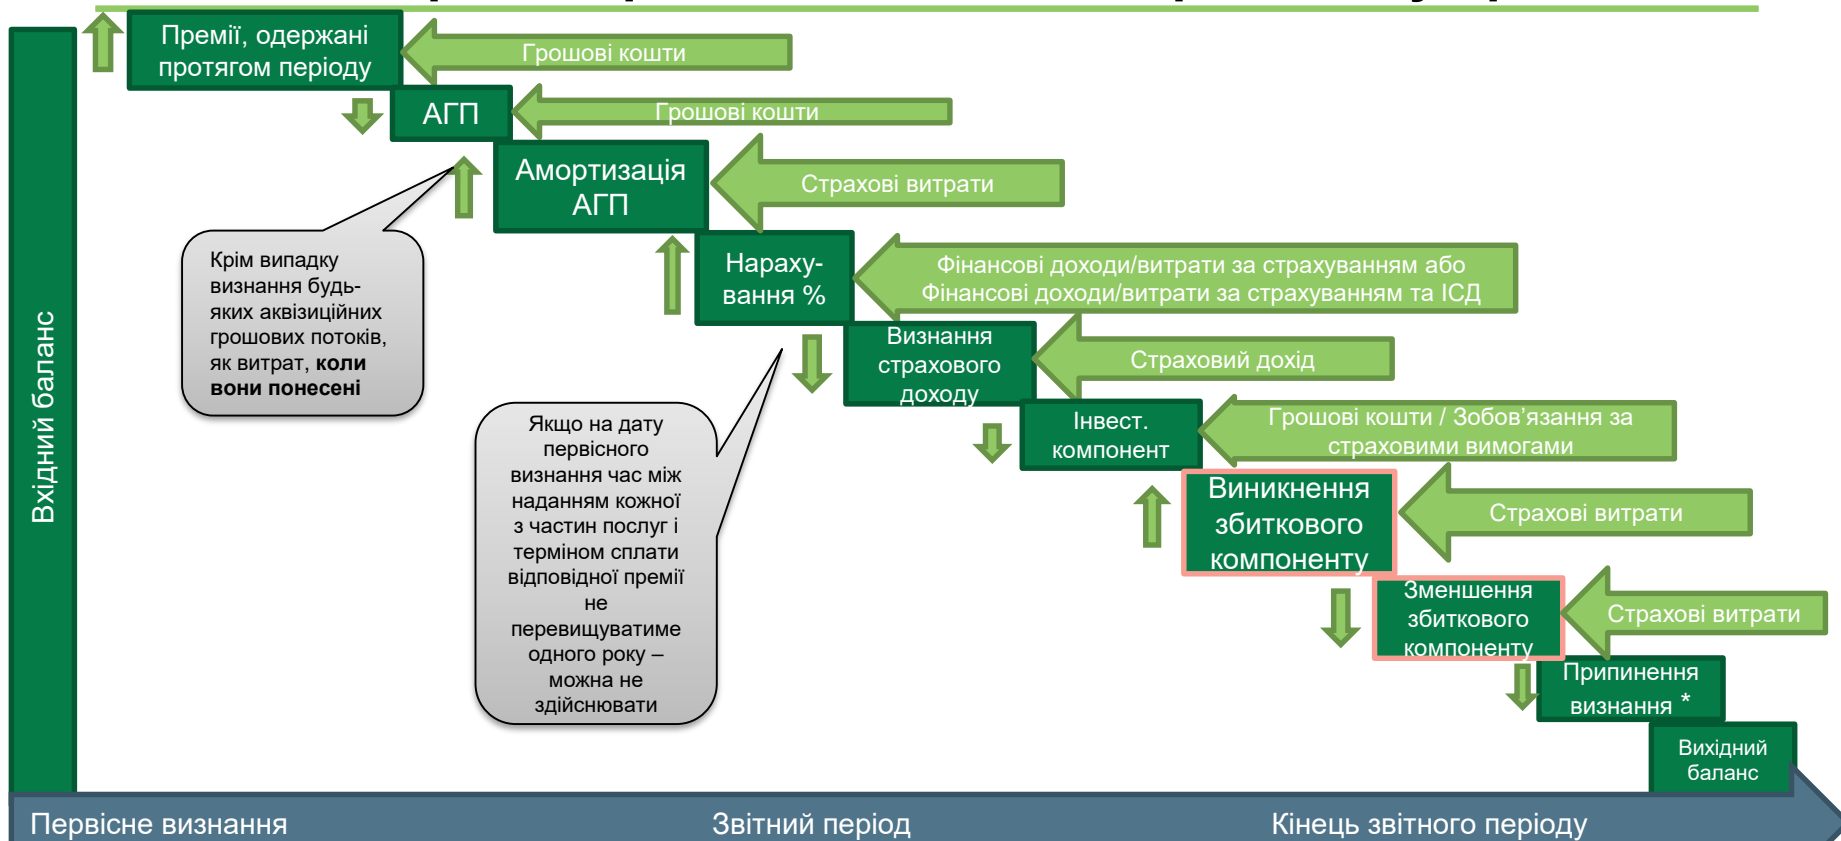 Вхідний баланс
Премії, одержані
протягом періоду
Грошові кошти
АГП
Грошові кошти
Амортизація
АГП
Страхові витрати
Крім випадку
визнання будь-
яких аквізиційних
грошових потоків,
як витрат, коли
вони понесені
Нараху-
вання %
Фінансові доходи/витрати за страхуванням або
Фінансові доходи/витрати за страхуванням та ІСД
Визнання
страхового
доходу
Страховий дохід
Якщо на дату
первісного
визнання час між
наданням кожної
з частин послуг і
терміном сплати
відповідної премії
не
перевищуватиме
одного року –
можна не
здійснювати
Інвест.
компонент
Грошові кошти / Зобов’язання за
страховими вимогами
Виникнення
збиткового
компоненту
Страхові витрати
Зменшення
збиткового
компоненту
Страхові витрати
Припинення
визнання *
Вихідний
баланс
Первісне визнання
Звітний період
Кінець звітного періоду